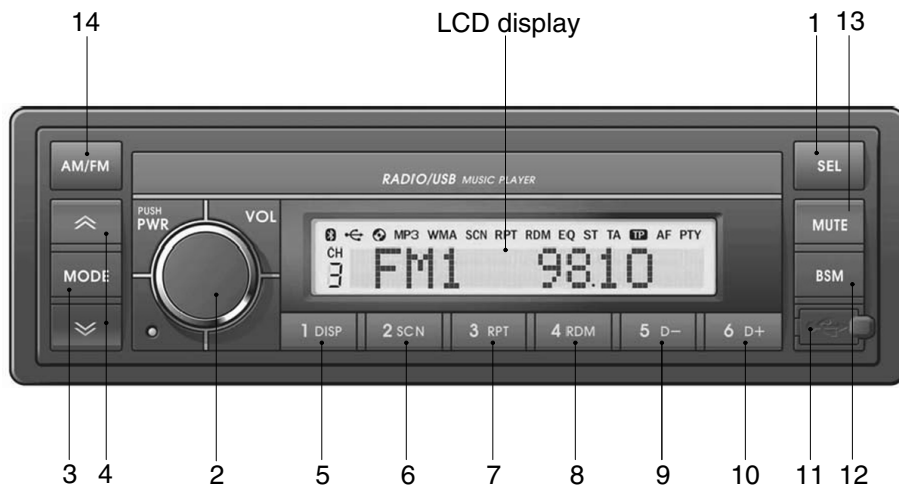 14 LCD display 1 13
AM/FM SEL
RADIO/USB MUSIC PLAYER
PUSH
PWR VOL MUTE
MP3 WMA SCN RPT RDM EQ ST TA TP AF PTY
CH
3 FM1 98.10
MODE BSM
1 DISP 2 SCN 3 RPT 4 RDM 5 D− 6 D+
3 4 2 5 6 7 8 9 10 11 12